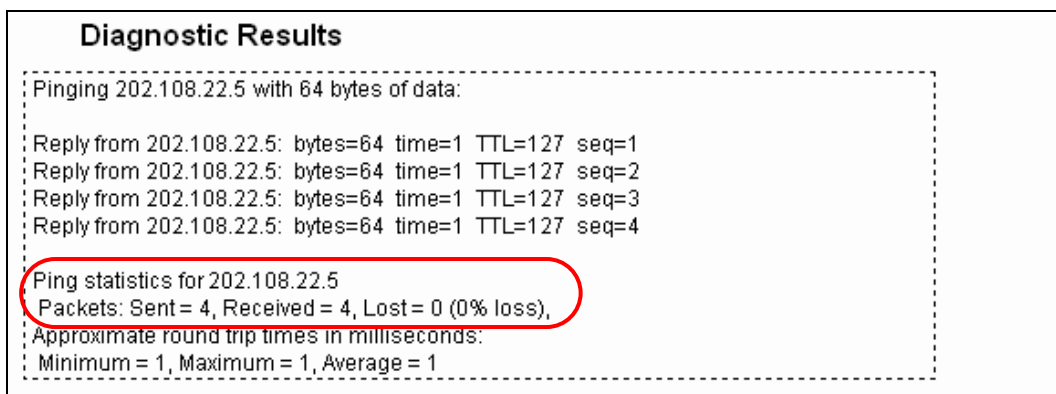 Diagnostic Results
Pinging 202.108.22.5 with 64 bytes of data:
Reply from 202.108.22.5: bytes=64 time=1 TTL=127 seq=1
Reply from 202.108.22.5: bytes=64 time=1 TTL=127 seq=2
Reply from 202.108.22.5: bytes=64 time=1 TTL=127 seq=3
Reply from 202.108.22.5: bytes=64 time=1 TTL=127 seq=4
Ping statistics for 202.108.22.5
Packets: Sent = 4, Received = 4, Lost = 0 (0% loss),
Approximate round trip times in milliseconds:
Minimum = 1, Maximum = 1, Average = 1